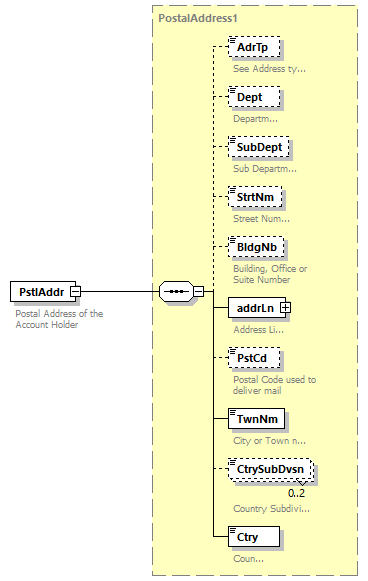 PostalAddress1
AdrTp
See Address ty...
Dept
Departm...
SubDept
Sub Departm...
StrtNm
Street Num...
BldgNb
Building, Office or
Suite Number
PstlAddr
Postal Address of the
Account Holder
addrLn
Address Li...
PstCd
Postal Code used to
deliver mail
TwnNm
City or Town n...
CtrySubDvsn
0..2
Country Subdivi...
Ctry
Coun...